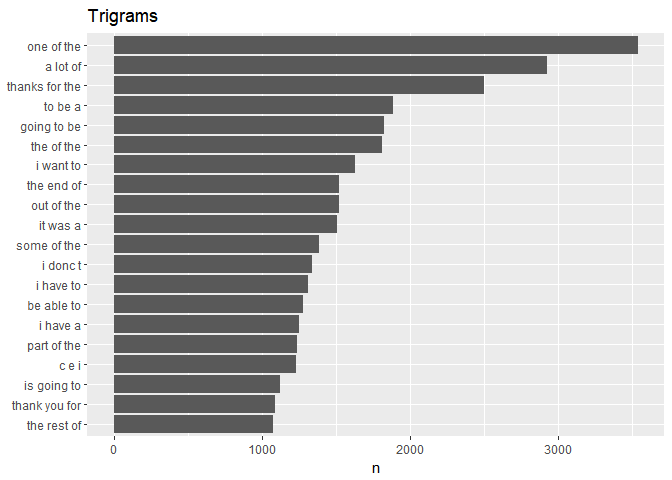 Trigrams
one of the
a lot of
thanks for the
to be a
going to be
the of the
i want to
the end of
out of the
it was a
some of the
i donc t
i have to
be able to
i have a
part of the
c e i
is going to
thank you for
the rest of
0 1000 2000 3000
n